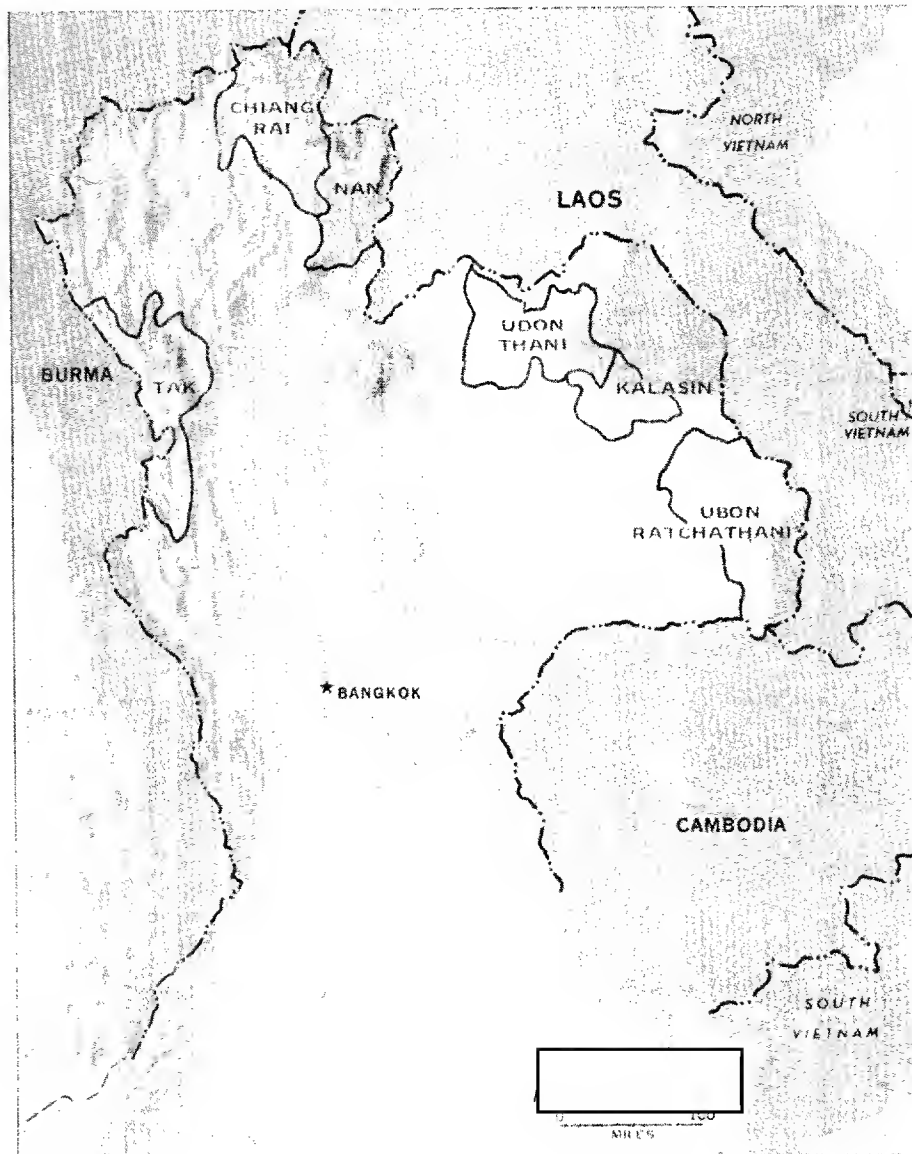 CHIANG
RAI
NORTH
VIETNAM
NAN
LAOS
UDON
THANI
BURMA
TAK
KALASIN
SOUTH
VIETNAM
UBON
RATCHATHANI
BANGKOK
CAMBODIA
SOUTH
VIETNAM
0 100
MILES